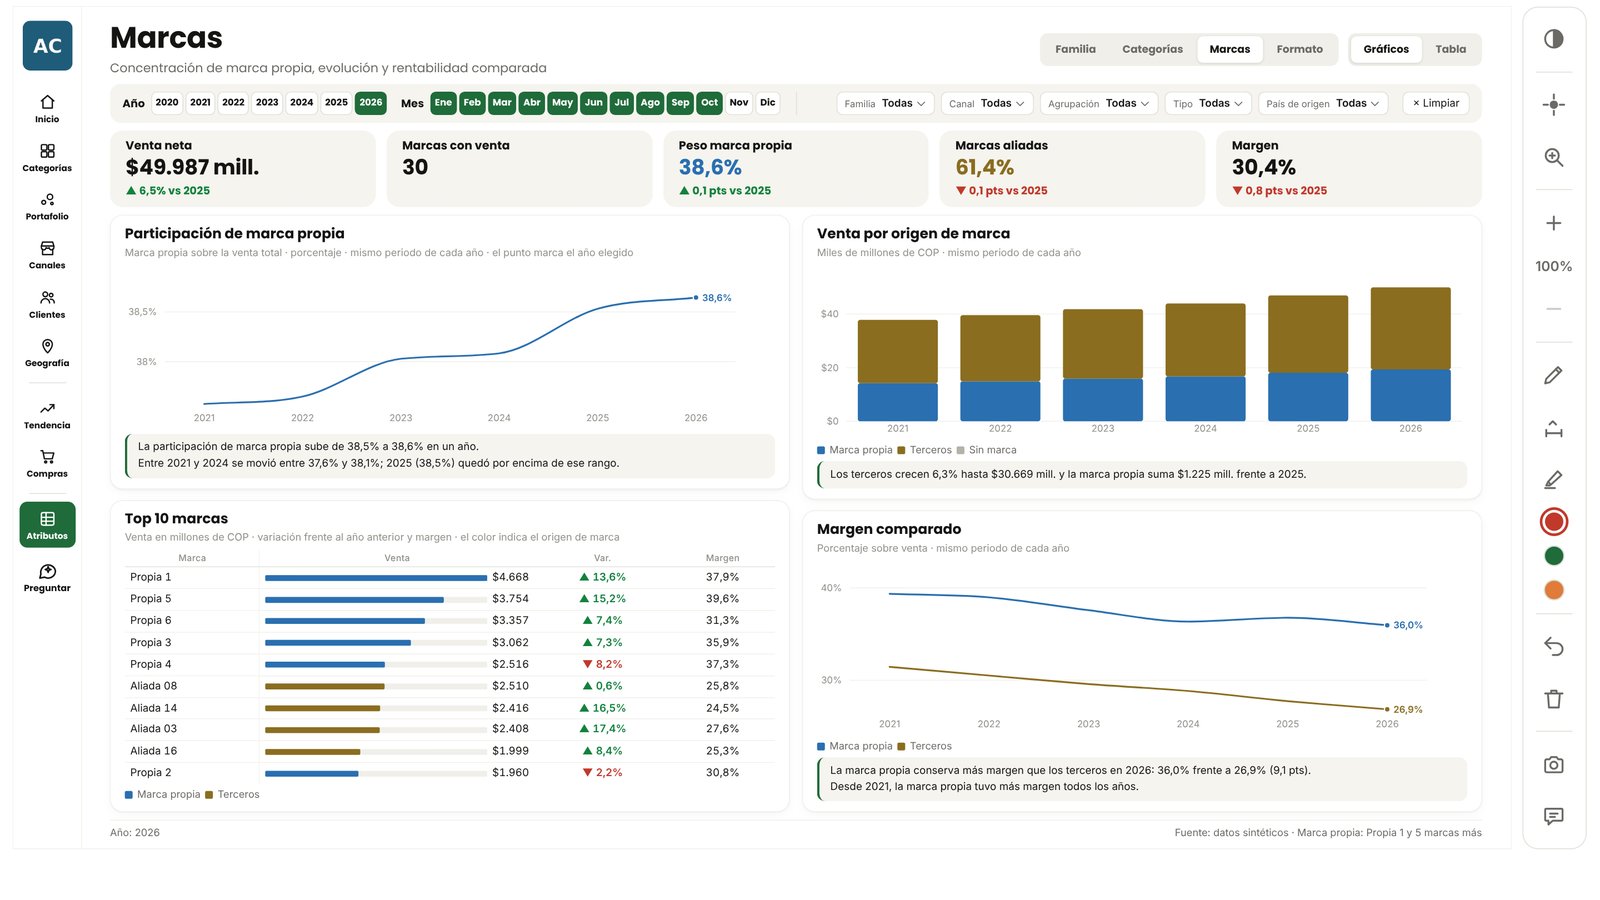 AC
Inicio
Categorías
Portafolio
Canales
Clientes
Geografía
Tendencia
Compras
Atributos
Preguntar
Marcas
Concentración de marca propia, evolución y rentabilidad comparada
Familia Categorías Marcas Formato
Gráficos Tabla
Año 2020 2021 2022 2023 2024 2025 2026 Mes Ene Feb Mar Abr May Jun Jul Ago Sep Oct Nov Dic
Familia Todas Canal Todas Agrupación Todas Tipo Todas País de origen Todas × Limpiar
Venta neta
$49.987 mill.
▲ 6,5% vs 2025
Marcas con venta
30
Peso marca propia
38,6%
▲ 0,1 pts vs 2025
Marcas aliadas
61,4%
▼ 0,1 pts vs 2025
Margen
30,4%
▼ 0,8 pts vs 2025
Participación de marca propia
Marca propia sobre la venta total · porcentaje · mismo periodo de cada año · el punto marca el año elegido
38,5%
38%
38,6%
2021 2022 2023 2024 2025 2026
La participación de marca propia sube de 38,5% a 38,6% en un año.
Entre 2021 y 2024 se movió entre 37,6% y 38,1%; 2025 (38,5%) quedó por encima de ese rango.
Venta por origen de marca
Miles de millones de COP · mismo periodo de cada año
$40
$20
$0
2021 2022 2023 2024 2025 2026
Marca propia Terceros Sin marca
Los terceros crecen 6,3% hasta $30.669 mill. y la marca propia suma $1.225 mill. frente a 2025.
Top 10 marcas
Venta en millones de COP · variación frente al año anterior y margen · el color indica el origen de marca
Marca Venta Var. Margen
Propia 1 $4.668 ▲ 13,6% 37,9%
Propia 5 $3.754 ▲ 15,2% 39,6%
Propia 6 $3.357 ▲ 7,4% 31,3%
Propia 3 $3.062 ▲ 7,3% 35,9%
Propia 4 $2.516 ▼ 8,2% 37,3%
Aliada 08 $2.510 ▲ 0,6% 25,8%
Aliada 14 $2.416 ▲ 16,5% 24,5%
Aliada 03 $2.408 ▲ 17,4% 27,6%
Aliada 16 $1.999 ▲ 8,4% 25,3%
Propia 2 $1.960 ▼ 2,2% 30,8%
Marca propia Terceros
Margen comparado
Porcentaje sobre venta · mismo periodo de cada año
40%
30%
36,0%
26,9%
2021 2022 2023 2024 2025 2026
Marca propia Terceros
La marca propia conserva más margen que los terceros en 2026: 36,0% frente a 26,9% (9,1 pts).
Desde 2021, la marca propia tuvo más margen todos los años.
Año: 2026
Fuente: datos sintéticos · Marca propia: Propia 1 y 5 marcas más
100%